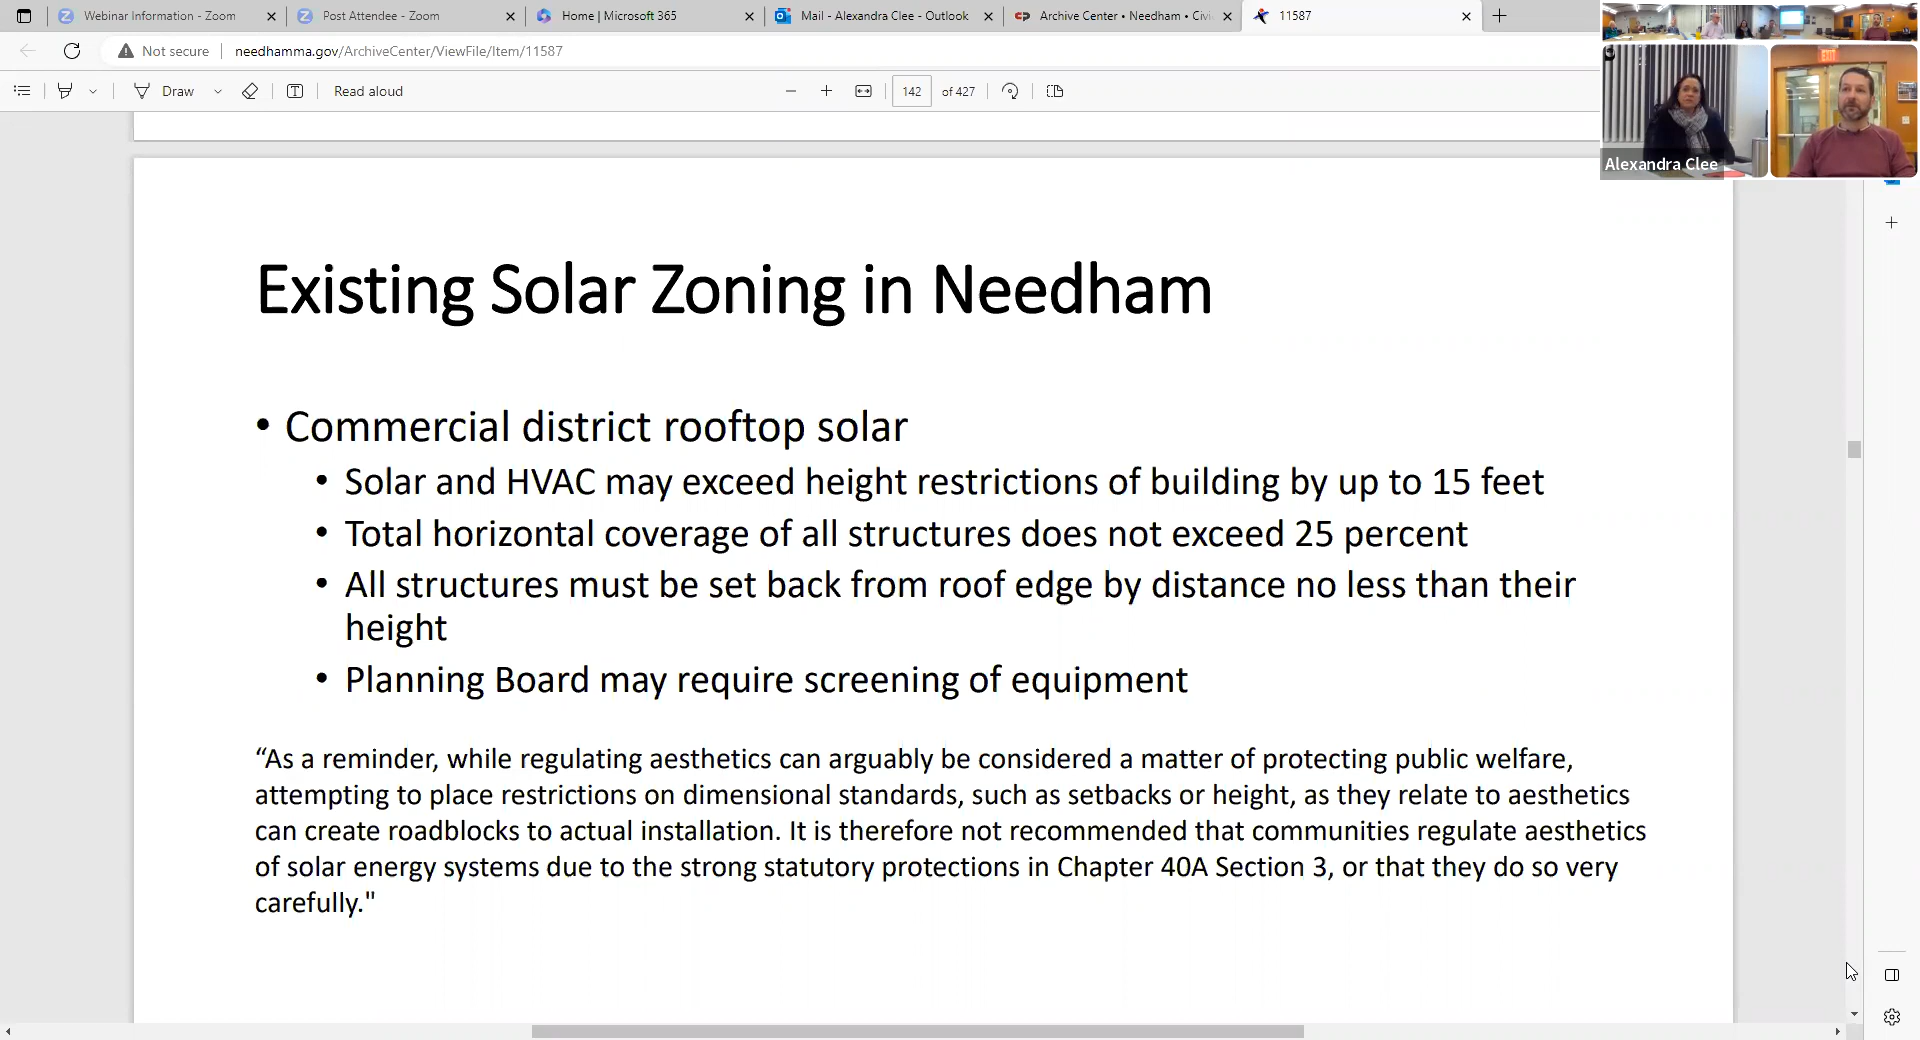 Webinar Information - Zoom
Post Attendee - Zoom
Home | Microsoft 365
Mail - Alexandra Clee - Outlook
Archive Center • Needham • Civi
11587
Not secure
needhamma.gov/ArchiveCenter/ViewFile/Item/11587
Draw
Read aloud
142
of 427
EXIT
Alexandra Clee
Existing Solar Zoning in Needham
• Commercial district rooftop solar
• Solar and HVAC may exceed height restrictions of building by up to 15 feet
• Total horizontal coverage of all structures does not exceed 25 percent
• All structures must be set back from roof edge by distance no less than their
height
• Planning Board may require screening of equipment
“As a reminder, while regulating aesthetics can arguably be considered a matter of protecting public welfare,
attempting to place restrictions on dimensional standards, such as setbacks or height, as they relate to aesthetics
can create roadblocks to actual installation. It is therefore not recommended that communities regulate aesthetics
of solar energy systems due to the strong statutory protections in Chapter 40A Section 3, or that they do so very
carefully."